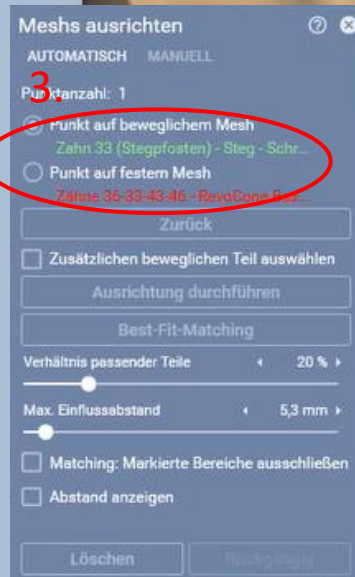 Meshs ausrichten
AUTOMATISCH MANUELL
3.
Punktanzahl: 1
Punkt auf beweglichem Mesh
Zahn 33 (Stegpfosten) - Steg - Schr...
Punkt auf festem Mesh
Zähne 36-33-43-46 - RevoCone Bas...
Zurück
Zusätzlichen beweglichen Teil auswählen
Ausrichtung durchführen
Best-Fit-Matching
Verhältnis passender Teile 20 %
Max. Einflussabstand 5,3 mm
Matching: Markierte Bereiche ausschließen
Abstand anzeigen
Löschen Rückgängig